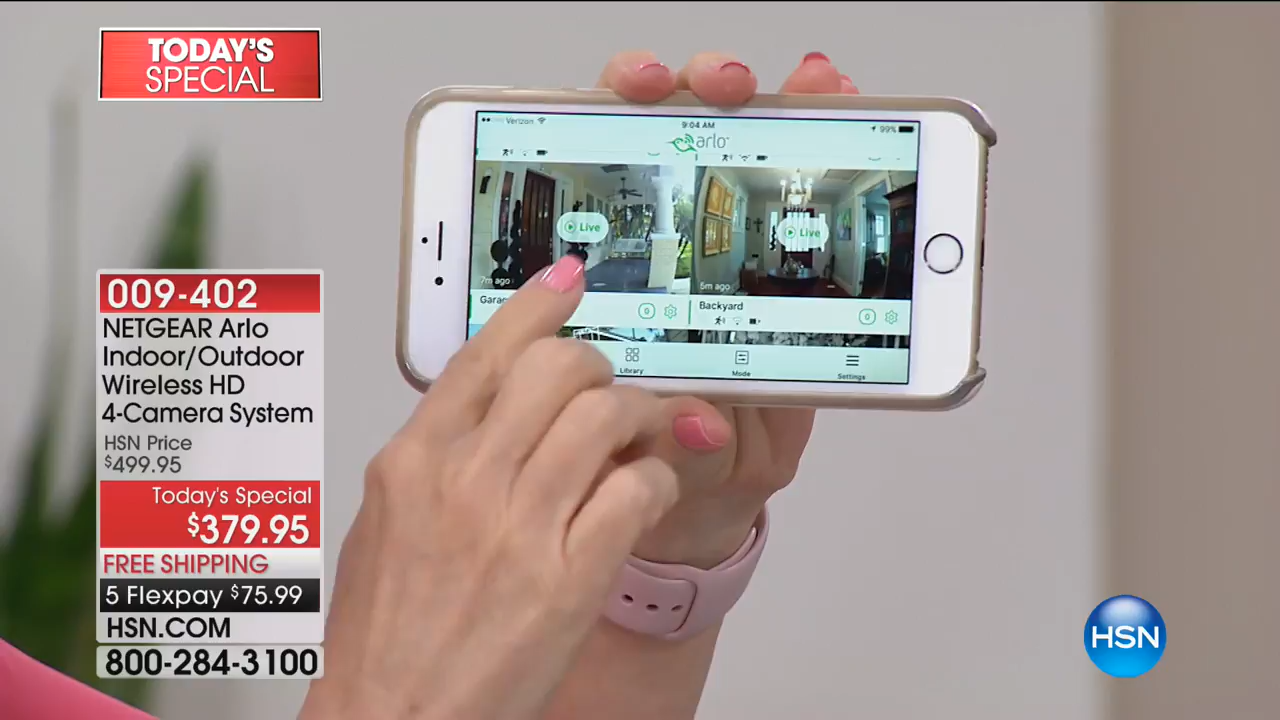 TODAY'S
SPECIAL
009-402
NETGEAR Arlo
Indoor/Outdoor
Wireless HD
4-Camera System
HSN Price
$499.95
Today's Special
$379.95
FREE SHIPPING
5 Flexpay $75.99
HSN.COM
800-284-3100
Verizon
9:04 AM
99%
arlo
Live
Live
7m ago
5m ago
Backyard
0
0
Library
Mode
Settings
HSN